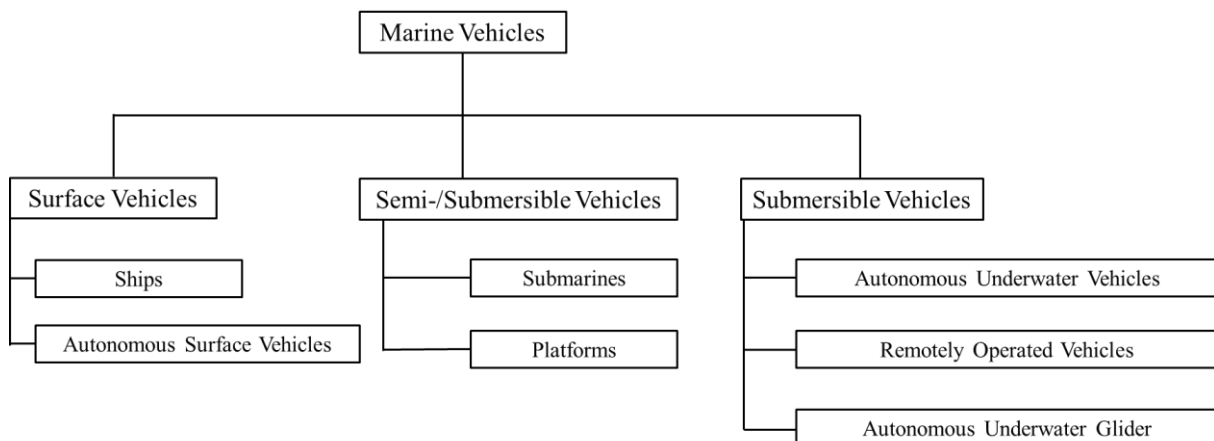 Marine Vehicles
Surface Vehicles
Semi-/Submersible Vehicles
Submersible Vehicles
Ships
Submarines
Autonomous Underwater Vehicles
Autonomous Surface Vehicles
Platforms
Remotely Operated Vehicles
Autonomous Underwater Glider